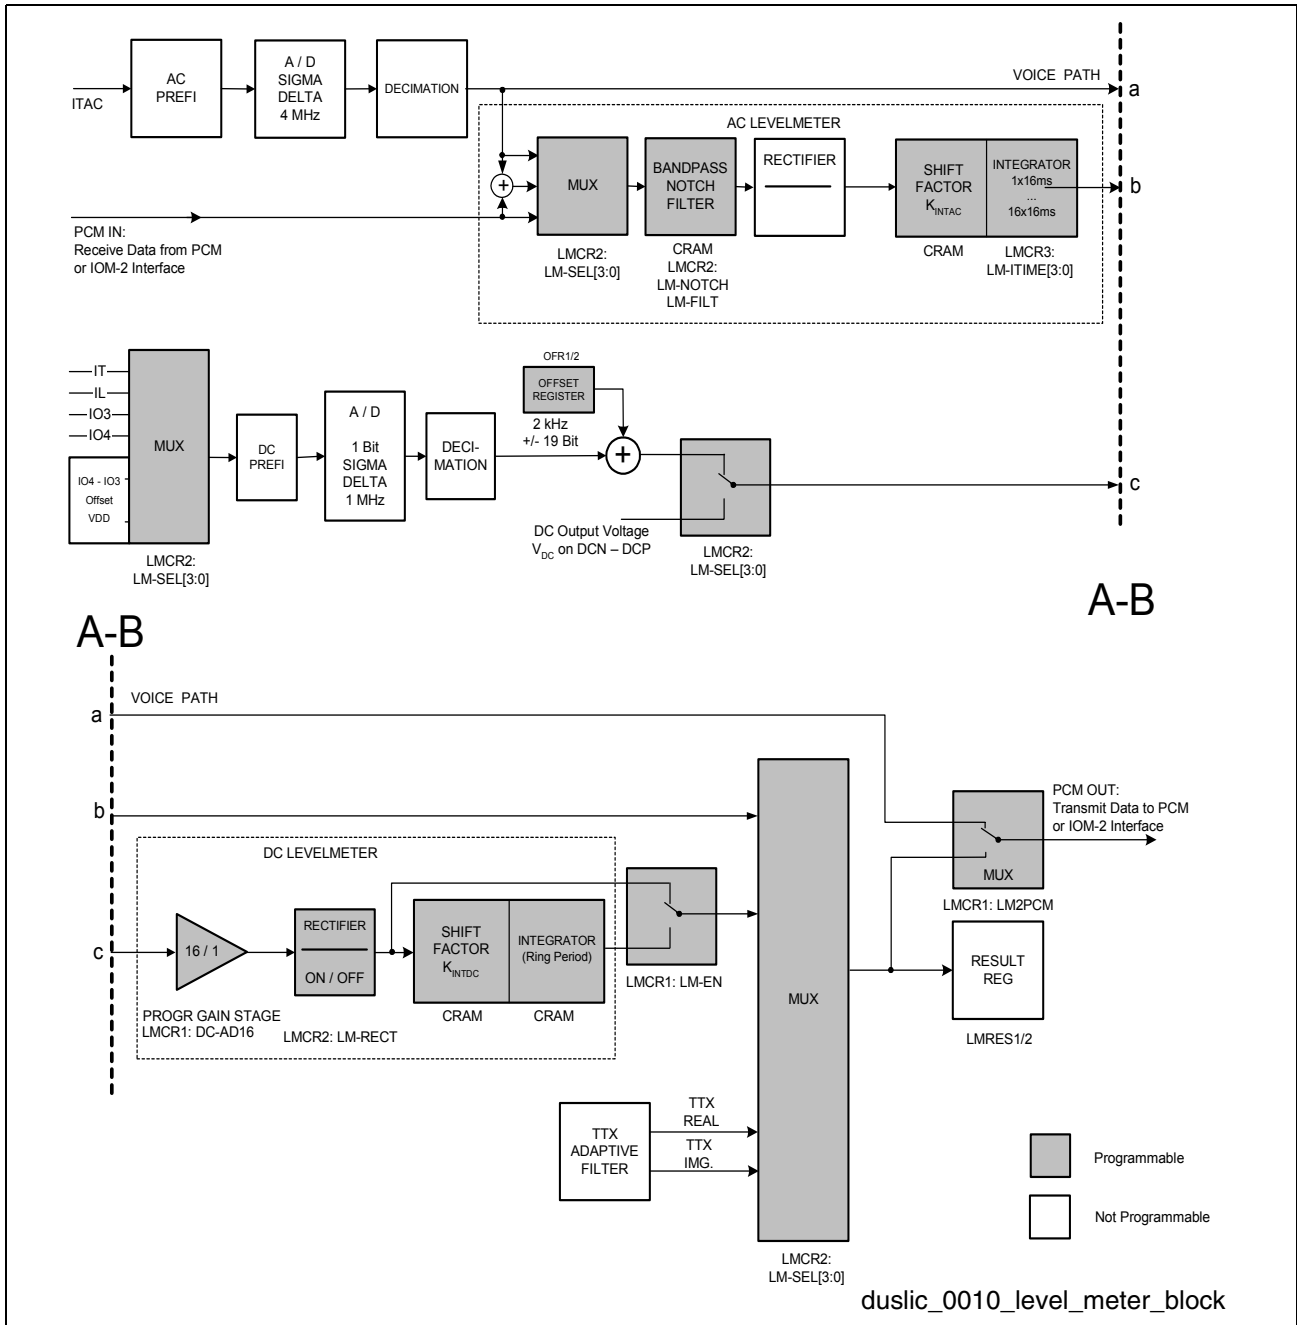 AC
PREFI
A / D
SIGMA
DELTA
4 MHz
DECIMATION
ITAC
VOICE PATH
a
AC LEVELMETER
MUX
BANDPASS
NOTCH
FILTER
RECTIFIER
SHIFT
FACTOR
K_INTAC
INTEGRATOR
1x16ms
...
16x16ms
b
+
PCM IN:
Receive Data from PCM
or IOM-2 Interface
LMCR2:
LM-SEL[3:0]
CRAM
LMCR2:
LM-NOTCH
LM-FILT
CRAM
LMCR3:
LM-ITIME[3:0]
IT
IL
IO3
IO4
IO4 - IO3
Offset
VDD
MUX
LMCR2:
LM-SEL[3:0]
DC
PREFI
A / D
1 Bit
SIGMA
DELTA
1 MHz
DECI-
MATION
OFR1/2
OFFSET
REGISTER
2 kHz
+/- 19 Bit
+
DC Output Voltage
V_DC on DCN – DCP
LMCR2:
LM-SEL[3:0]
c
A-B
A-B
VOICE PATH
a
b
DC LEVELMETER
c
16 / 1
PROGR GAIN STAGE
LMCR1: DC-AD16
RECTIFIER
ON / OFF
LMCR2: LM-RECT
SHIFT
FACTOR
K_INTDC
INTEGRATOR
(Ring Period)
CRAM
CRAM
LMCR1: LM-EN
MUX
LMCR2:
LM-SEL[3:0]
PCM OUT:
Transmit Data to PCM
or IOM-2 Interface
MUX
LMCR1: LM2PCM
RESULT
REG
LMRES1/2
TTX
ADAPTIVE
FILTER
TTX
REAL
TTX
IMG.
Programmable
Not Programmable
duslic_0010_level_meter_block